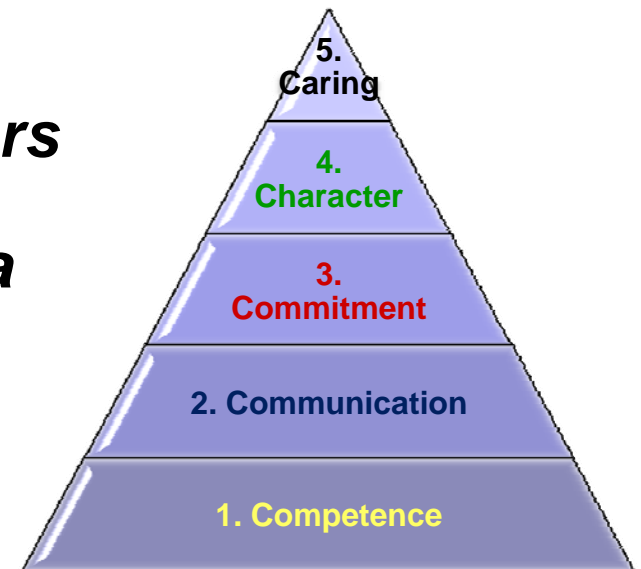 5.
Caring
rs
4.
Character
a
3.
Commitment
2. Communication
1. Competence